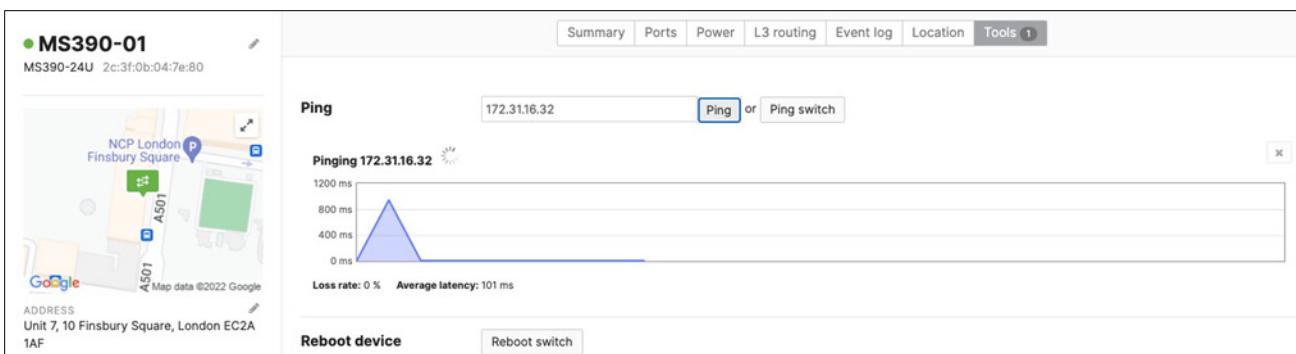 MS390-01
MS390-24U 2c:3f:0b:04:7e:80
NCP London
Finsbury Square
P
A501
A501
Google
Map data ©2022 Google
ADDRESS
Unit 7, 10 Finsbury Square, London EC2A
1AF
Summary Ports Power L3 routing Event log Location Tools 1
Ping 172.31.16.32 Ping or Ping switch
Pinging 172.31.16.32
1200 ms
800 ms
400 ms
0 ms
Loss rate: 0 % Average latency: 101 ms
Reboot device Reboot switch